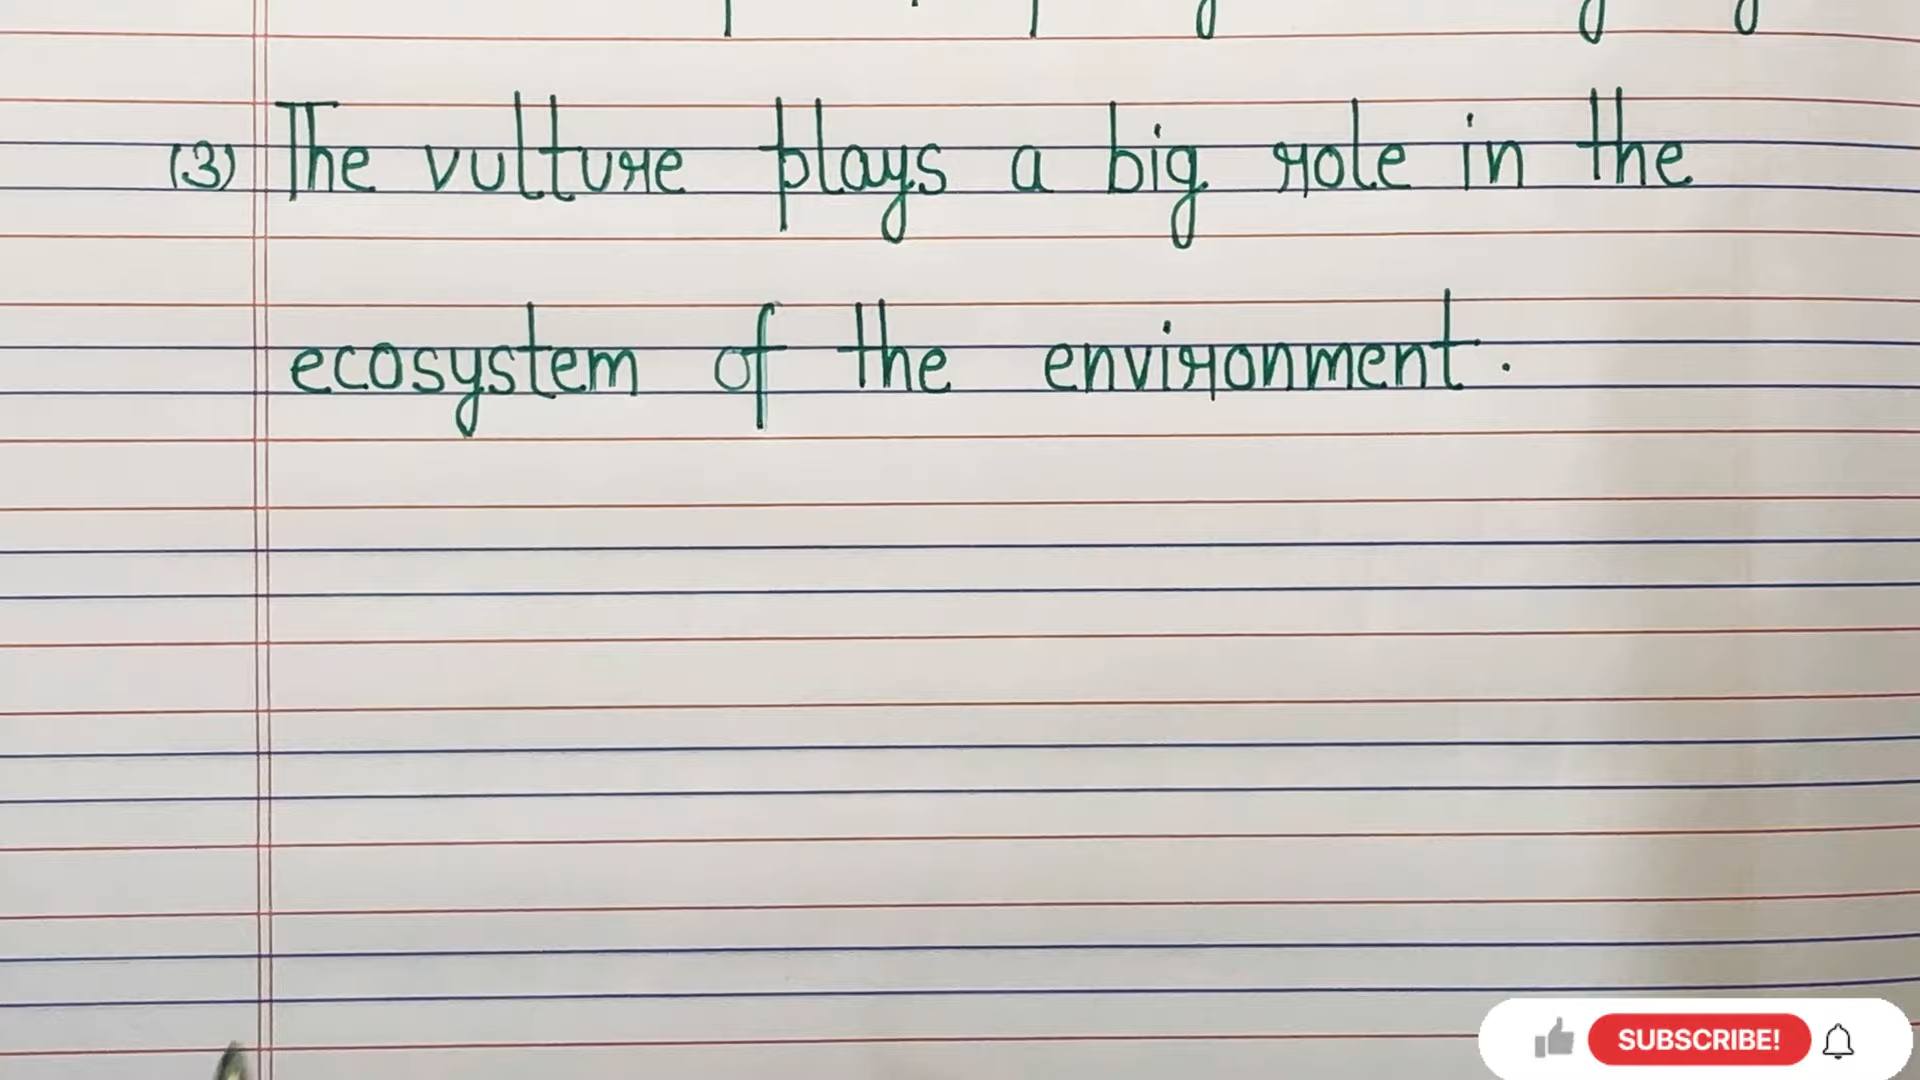 (3) The vulture plays a big role in the
ecosystem of the environment.
SUBSCRIBE!